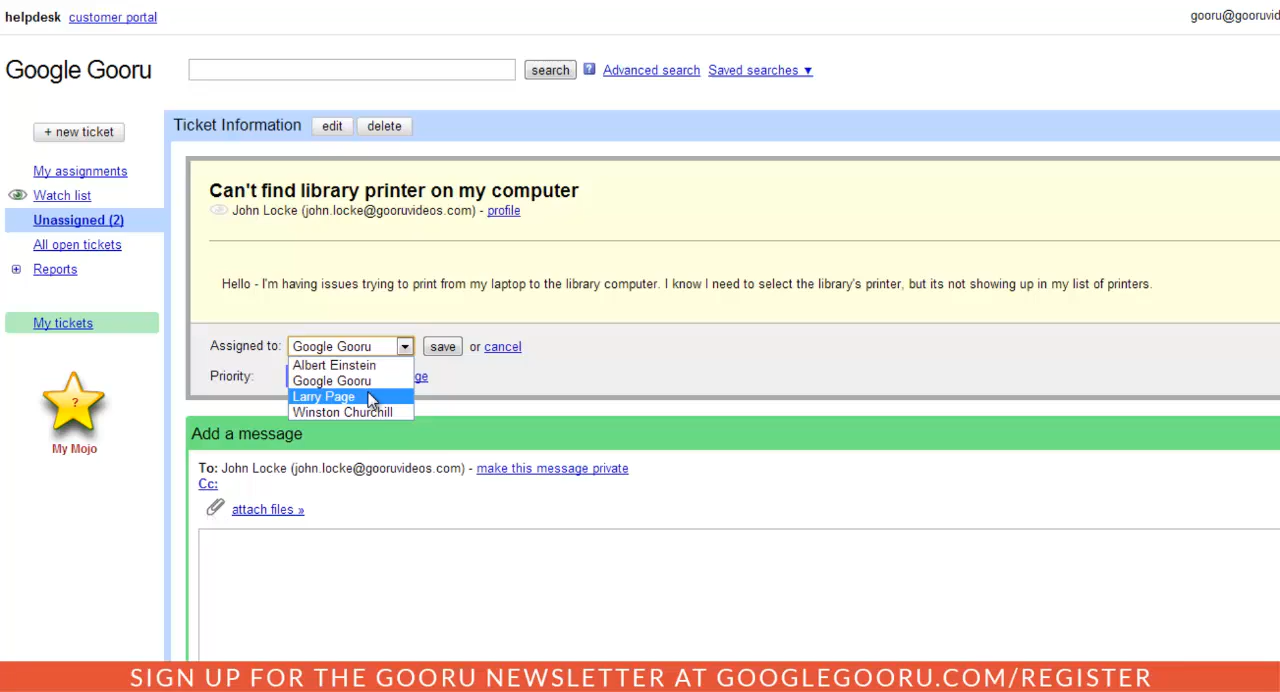 helpdesk customer portal
gooru@gooruvid
Google Gooru
search ? Advanced search Saved searches ▼
+ new ticket
Ticket Information edit delete
My assignments
Watch list
Unassigned (2)
All open tickets
Reports
My tickets
?
My Mojo
Can't find library printer on my computer
John Locke (john.locke@gooruvideos.com) - profile
Hello - I'm having issues trying to print from my laptop to the library computer. I know I need to select the library's printer, but its not showing up in my list of printers.
Assigned to: Google Gooru save or cancel
Albert Einstein
Priority: Google Gooru ge
Larry Page
Winston Churchill
Add a message
To: John Locke (john.locke@gooruvideos.com) - make this message private
Cc:
attach files »
SIGN UP FOR THE GOORU NEWSLETTER AT GOOGLEGOORU.COM/REGISTER